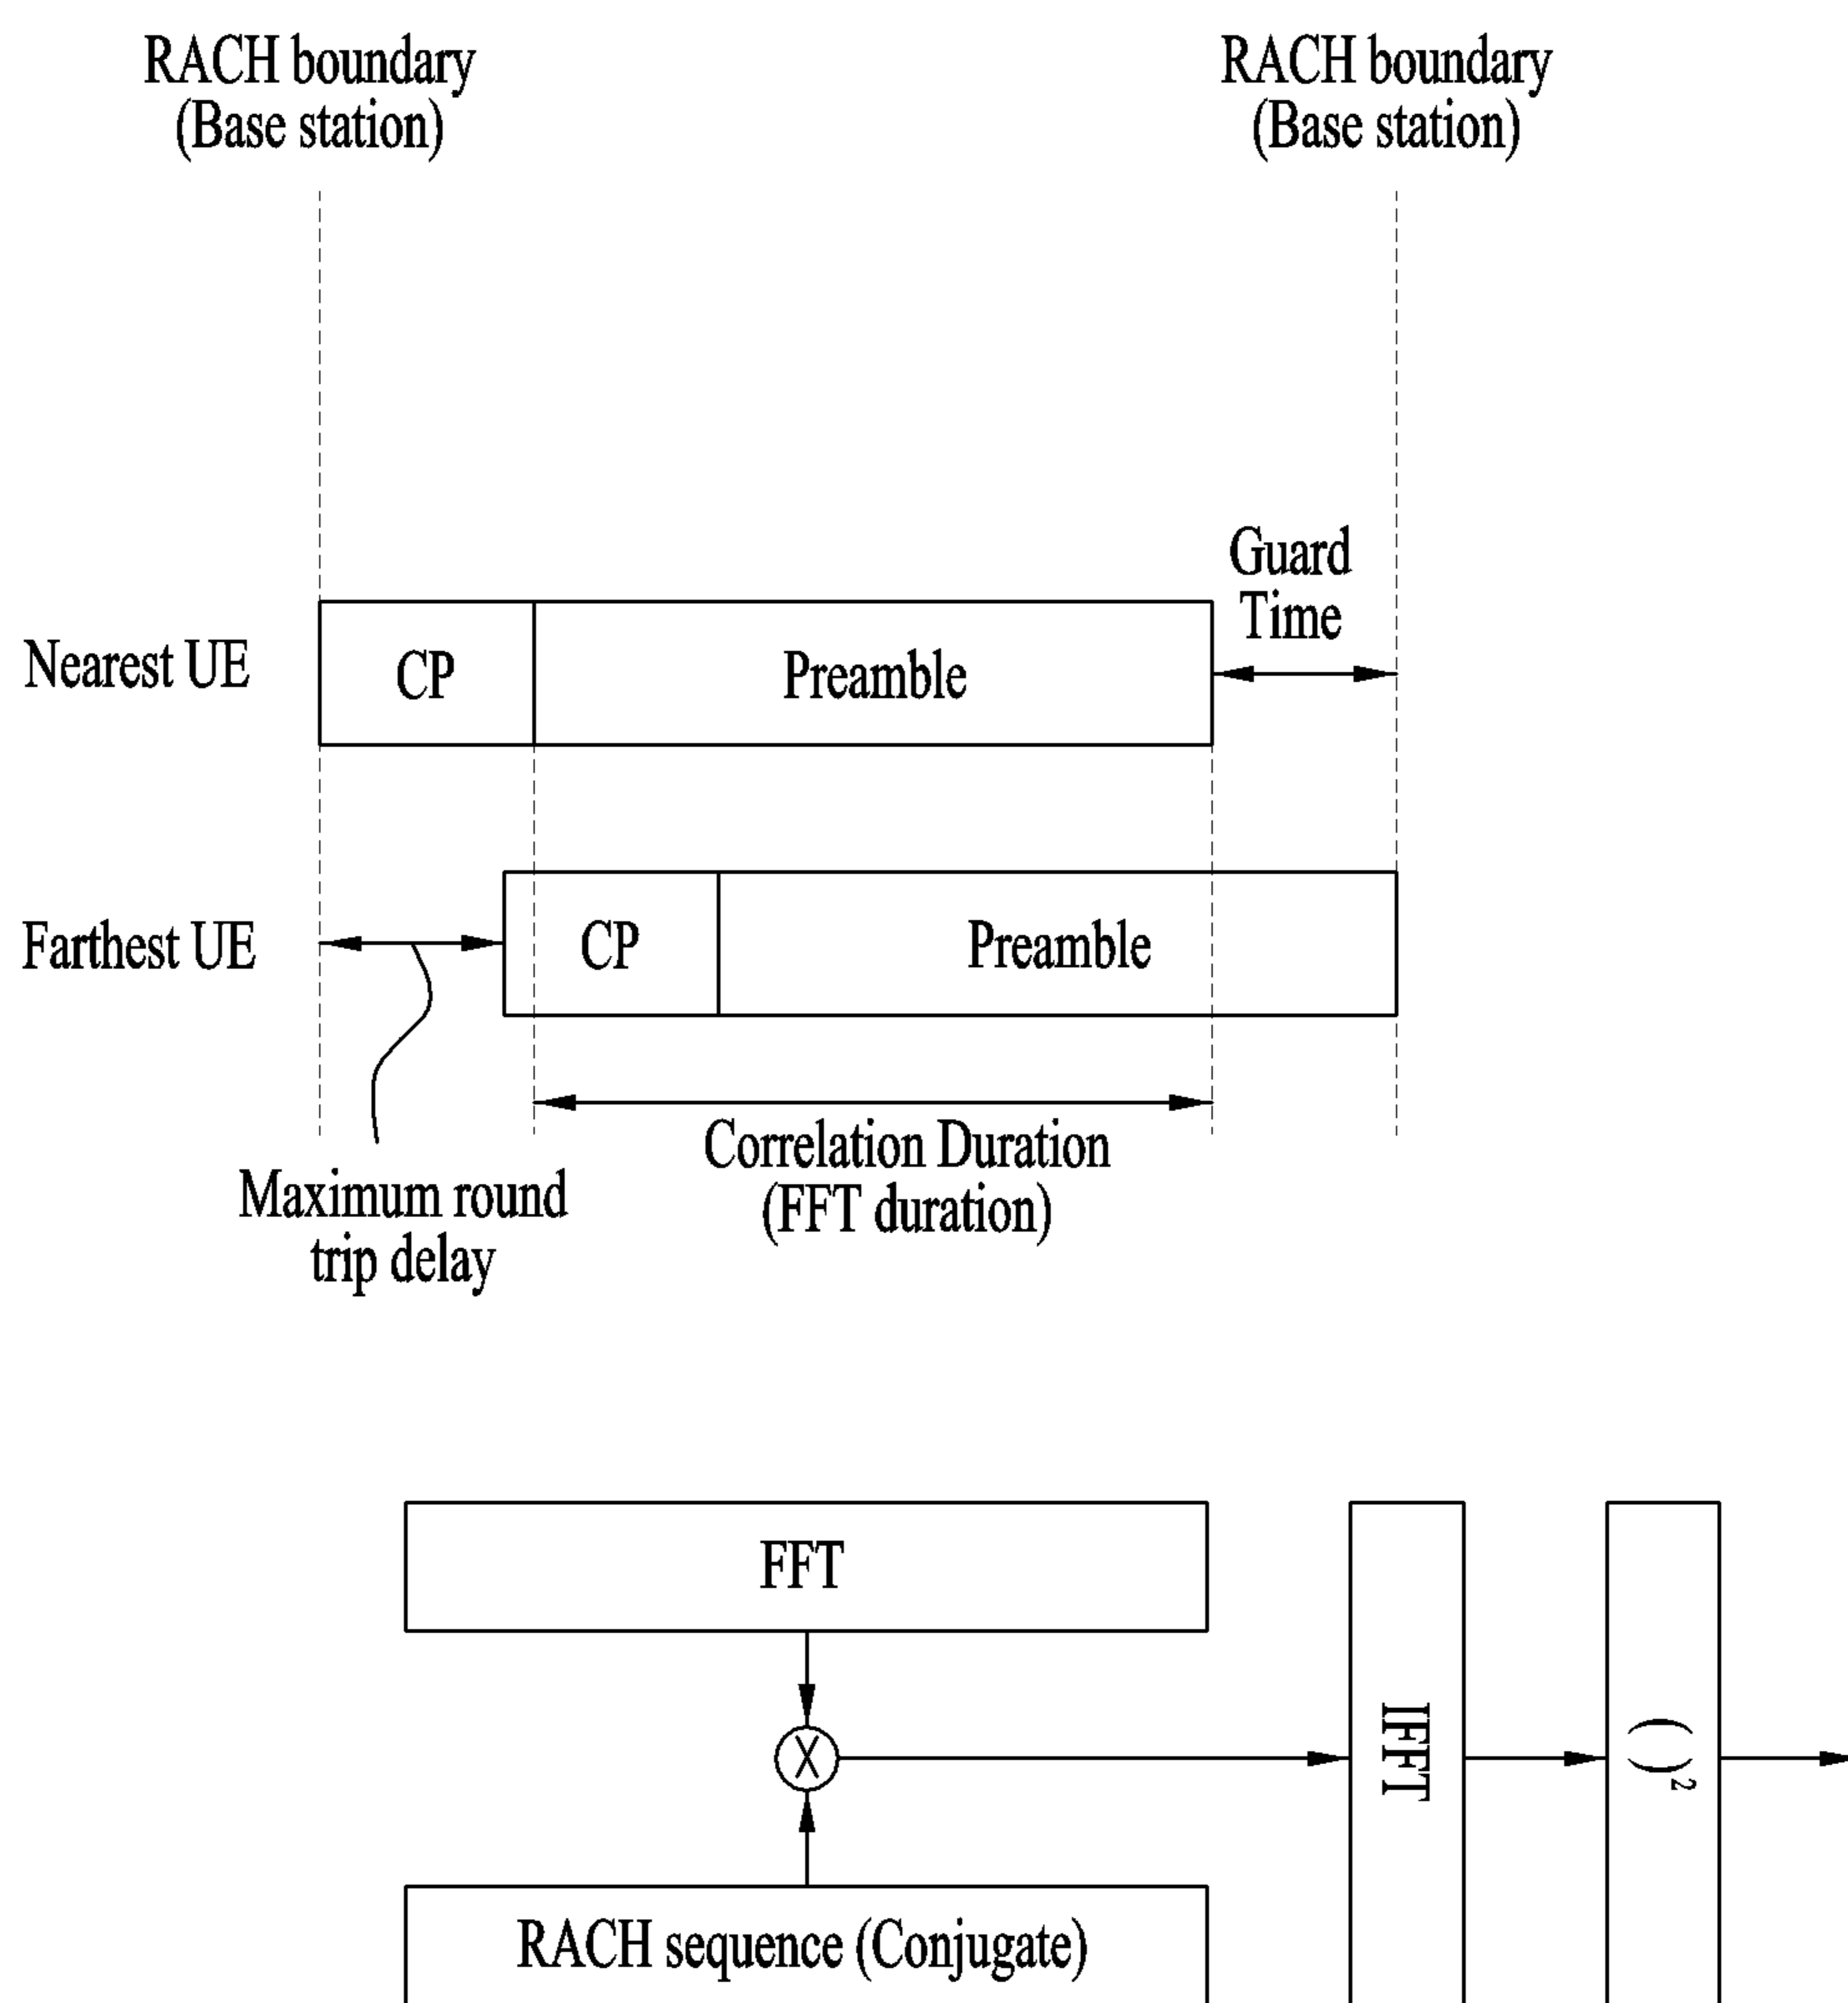 RACH boundary
(Base station)
RACH boundary
(Base station)
Guard
Time
Nearest UE
CP
Preamble
Farthest UE
CP
Preamble
Correlation Duration
(FFT duration)
Maximum round
trip delay
FFT
X
IFFT
( )²
RACH sequence (Conjugate)